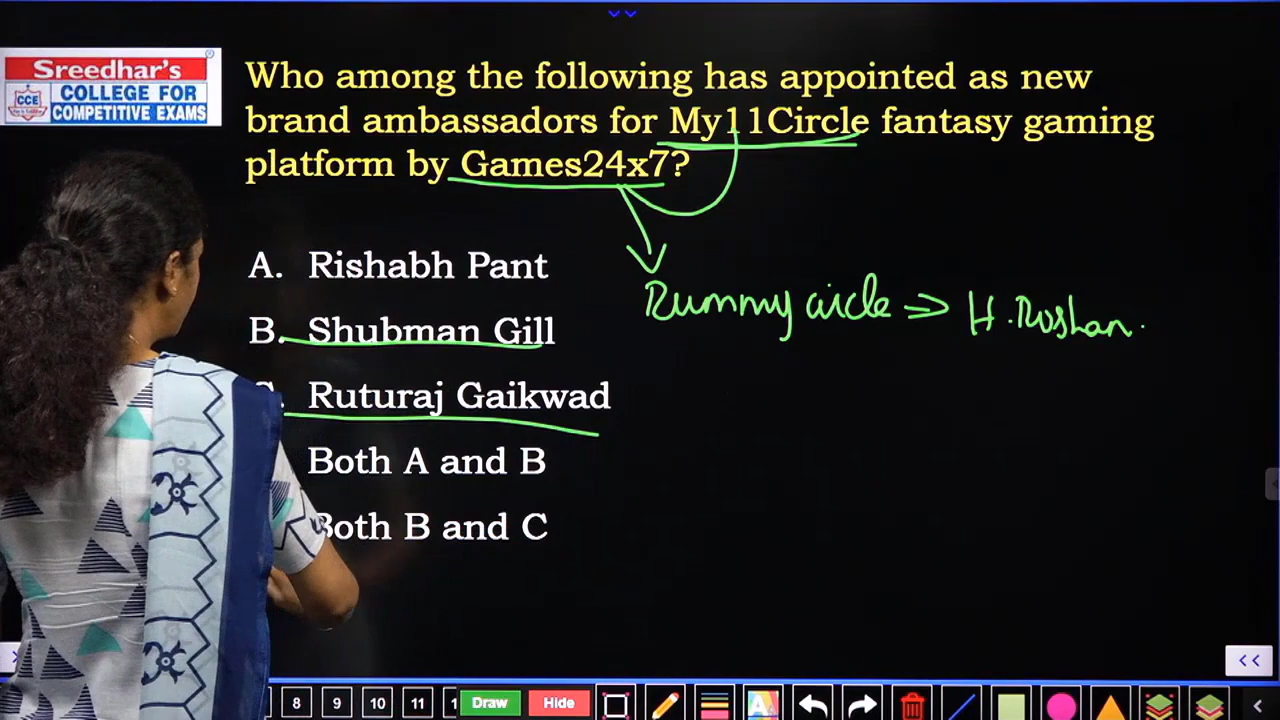 Sreedhar's
CCE
COLLEGE FOR
COMPETITIVE EXAMS
Who among the following has appointed as new
brand ambassadors for My11Circle fantasy gaming
platform by Games24x7?
A. Rishabh Pant
Rummy circle ⇒ H. Roshan.
B. Shubman Gill
Ruturaj Gaikwad
Both A and B
Both B and C
8 9 10 11 Draw Hide